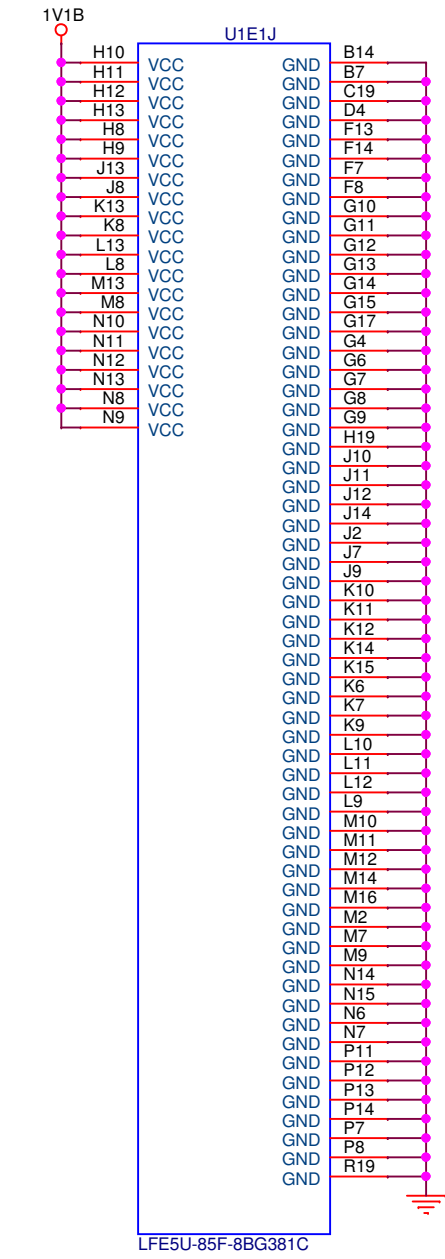 1V1B
U1E1J
H10 VCC GND B14
H11 VCC GND B7
H12 VCC GND C19
H13 VCC GND D4
H8 VCC GND F13
H9 VCC GND F14
J13 VCC GND F7
J8 VCC GND F8
K13 VCC GND G10
K8 VCC GND G11
L13 VCC GND G12
L8 VCC GND G13
M13 VCC GND G14
M8 VCC GND G15
N10 VCC GND G17
N11 VCC GND G4
N12 VCC GND G6
N13 VCC GND G7
N8 VCC GND G8
N9 VCC GND G9
GND H19
GND J10
GND J11
GND J12
GND J14
GND J2
GND J7
GND J9
GND K10
GND K11
GND K12
GND K14
GND K15
GND K6
GND K7
GND K9
GND L10
GND L11
GND L12
GND L9
GND M10
GND M11
GND M12
GND M14
GND M16
GND M2
GND M7
GND M9
GND N14
GND N15
GND N6
GND N7
GND P11
GND P12
GND P13
GND P14
GND P7
GND P8
GND R19
LFE5U-85F-8BG381C